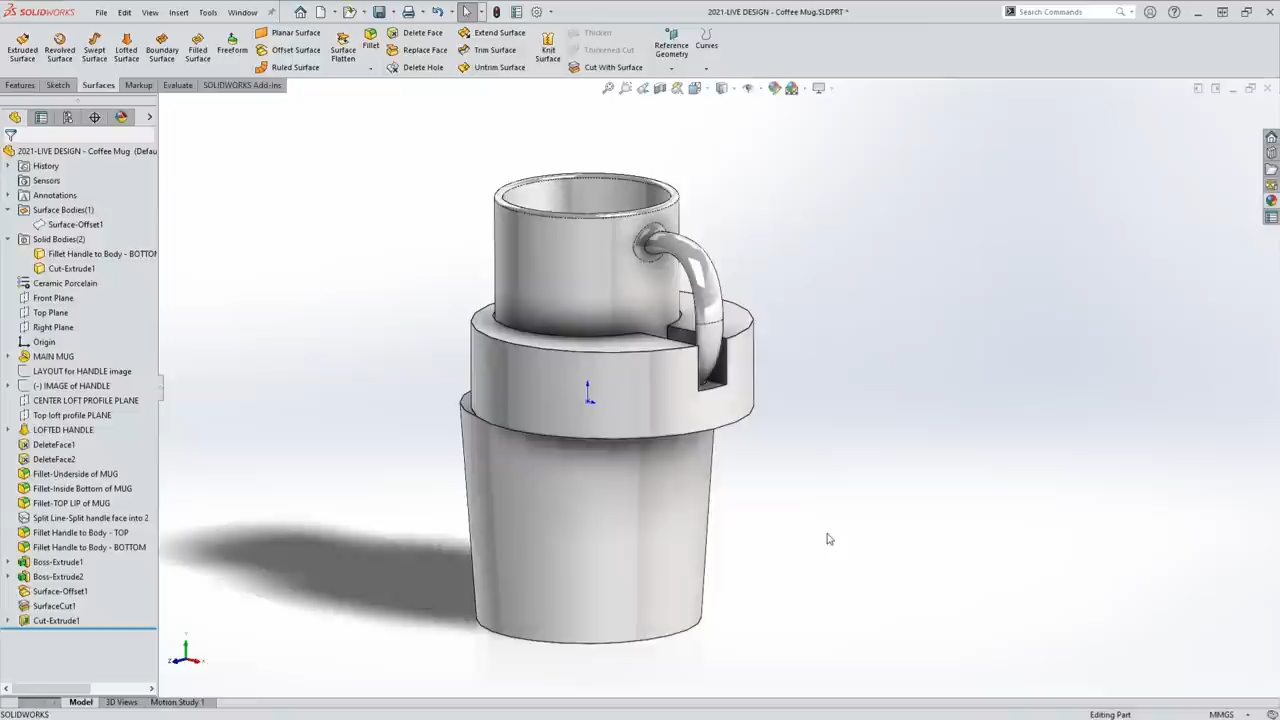 SOLIDWORKS File Edit View Insert Tools Window 2021-LIVE DESIGN - Coffee Mug.SLDPRT * Search Commands
Extruded Surface Revolved Surface Swept Surface Lofted Surface Boundary Surface Filled Surface Freeform
Planar Surface
Offset Surface
Ruled Surface
Surface Flatten
Fillet
Delete Face
Replace Face
Delete Hole
Extend Surface
Trim Surface
Untrim Surface
Knit Surface
Thicken
Thickened Cut
Cut With Surface
Reference Geometry
Curves
Features Sketch Surfaces Markup Evaluate SOLIDWORKS Add-Ins
2021-LIVE DESIGN - Coffee Mug (Defau
History
Sensors
Annotations
Surface Bodies(1)
Surface-Offset1
Solid Bodies(2)
Fillet Handle to Body - BOTTOM
Cut-Extrude1
Ceramic Porcelain
Front Plane
Top Plane
Right Plane
Origin
MAIN MUG
LAYOUT for HANDLE image
(-) IMAGE of HANDLE
CENTER LOFT PROFILE PLANE
Top loft profile PLANE
LOFTED HANDLE
DeleteFace1
DeleteFace2
Fillet-Underside of MUG
Fillet-Inside Bottom of MUG
Fillet-TOP LIP of MUG
Split Line-Split handle face into 2
Fillet Handle to Body - TOP
Fillet Handle to Body - BOTTOM
Boss-Extrude1
Boss-Extrude2
Surface-Offset1
SurfaceCut1
Cut-Extrude1
Model 3D Views Motion Study 1
SOLIDWORKS Editing Part MMGS